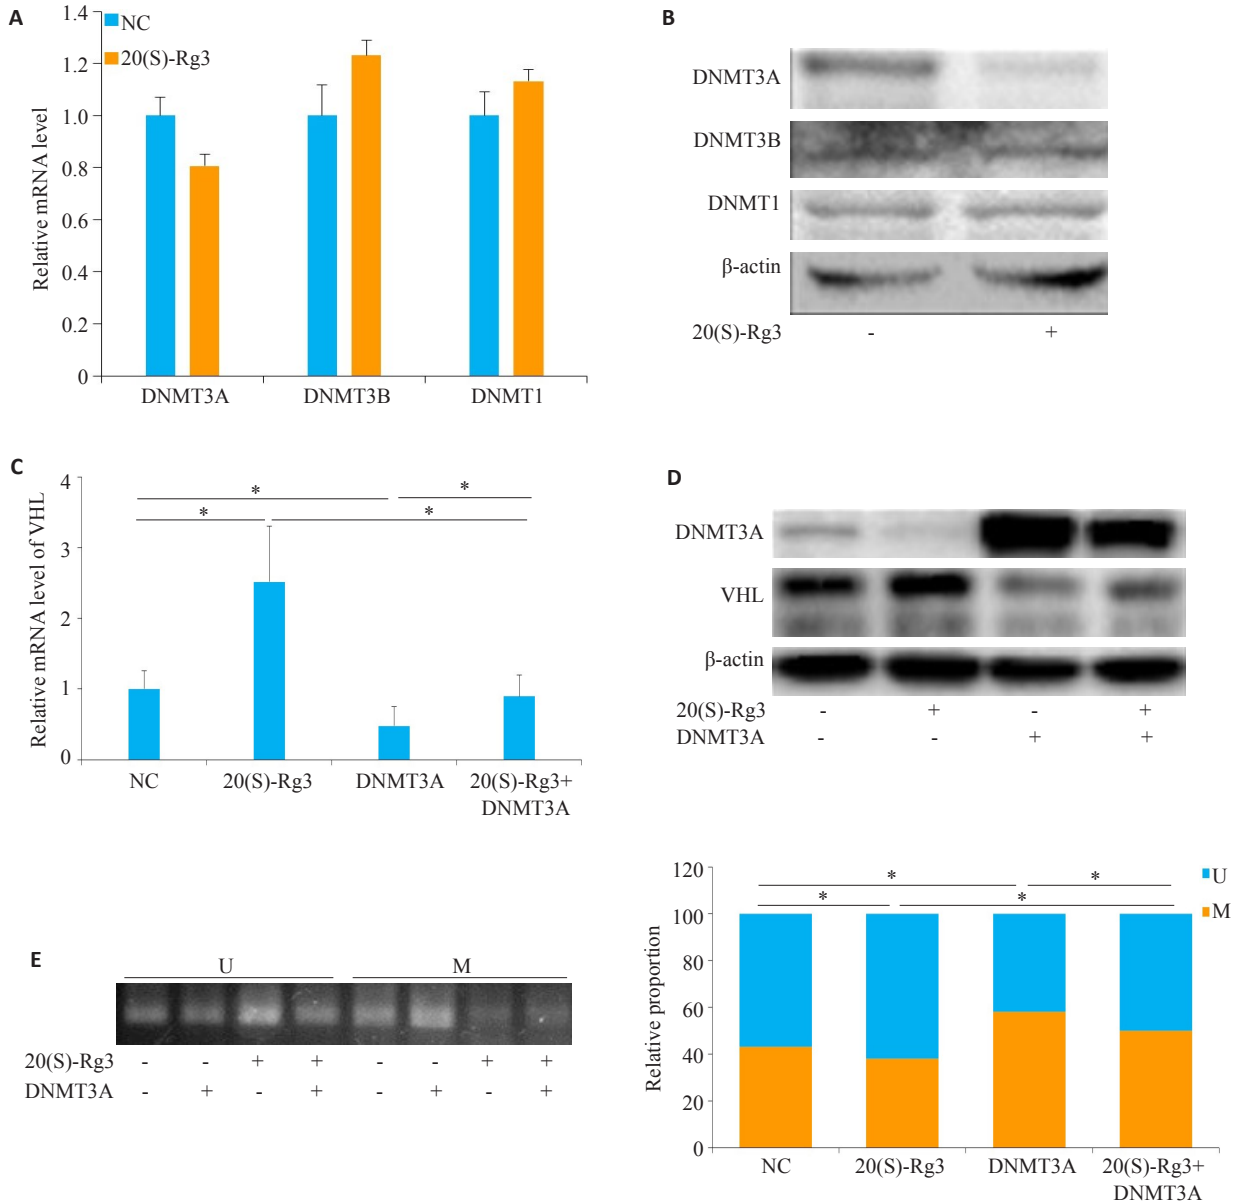 A
Relative mRNA level
1.4
1.2
1.0
0.8
0.6
0.4
0.2
0
NC
20(S)-Rg3
DNMT3A DNMT3B DNMT1
B
DNMT3A
DNMT3B
DNMT1
β-actin
20(S)-Rg3 - +
C
Relative mRNA level of VHL
4
3
2
1
0
* *
* *
NC 20(S)-Rg3 DNMT3A 20(S)-Rg3+
DNMT3A
D
DNMT3A
VHL
β-actin
20(S)-Rg3 - + - +
DNMT3A - - + +
E
U M
20(S)-Rg3 - - + + - - + +
DNMT3A - + - + - + - +
Relative proportion
120
100
80
60
40
20
0
* *
* *
U
M
NC 20(S)-Rg3 DNMT3A 20(S)-Rg3+
DNMT3A